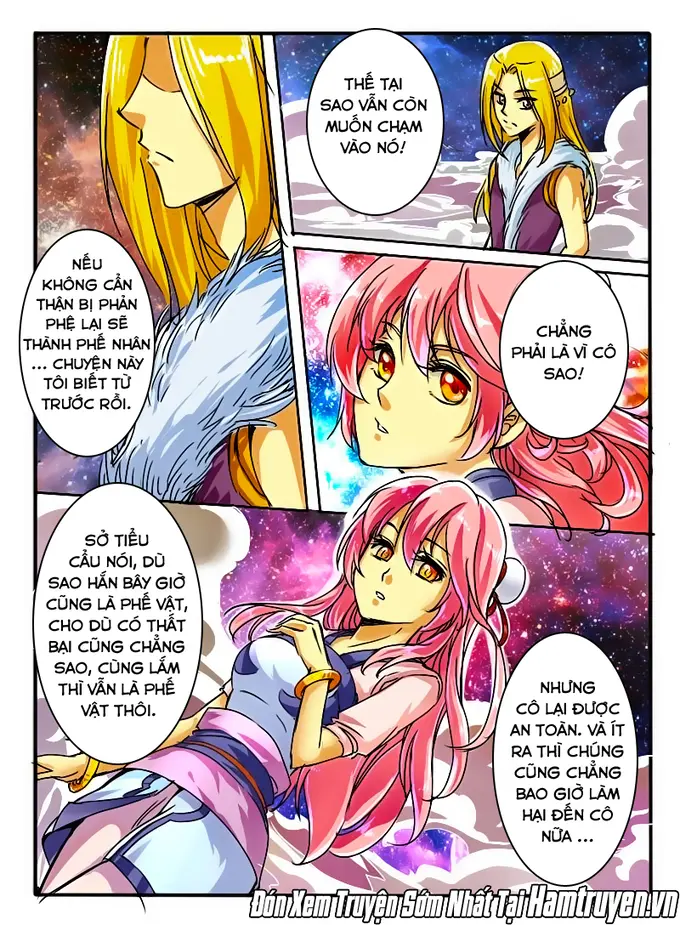 NẾU
KHÔNG CẨN
THẬN BỊ PHẢN
PHỆ LẠI SẼ
THÀNH PHẾ NHÂN
... CHUYỆN NÀY
TÔI BIẾT TỪ
TRƯỚC RỒI.
THẾ TẠI
SAO VẪN CÒN
MUỐN CHẠM
VÀO NÓ!
CHẲNG
PHẢI LÀ VÌ CÔ
SAO!
SỞ TIỂU
CẨU NÓI, DÙ
SAO HẮN BÂY GIỜ
CŨNG LÀ PHẾ VẬT,
CHO DÙ CÓ THẤT
BẠI CŨNG CHẲNG
SAO, CÙNG LẮM
THÌ VẪN LÀ PHẾ
VẬT THÔI.
NHƯNG
CÔ LẠI ĐƯỢC
AN TOÀN. VÀ ÍT
RA THÌ CHÚNG
CŨNG CHẲNG
BAO GIỜ LÀM
HẠI ĐẾN CÔ
NỮA ...
Đón Xem Truyện Sớm Nhất Tại Hamtruyen.vn